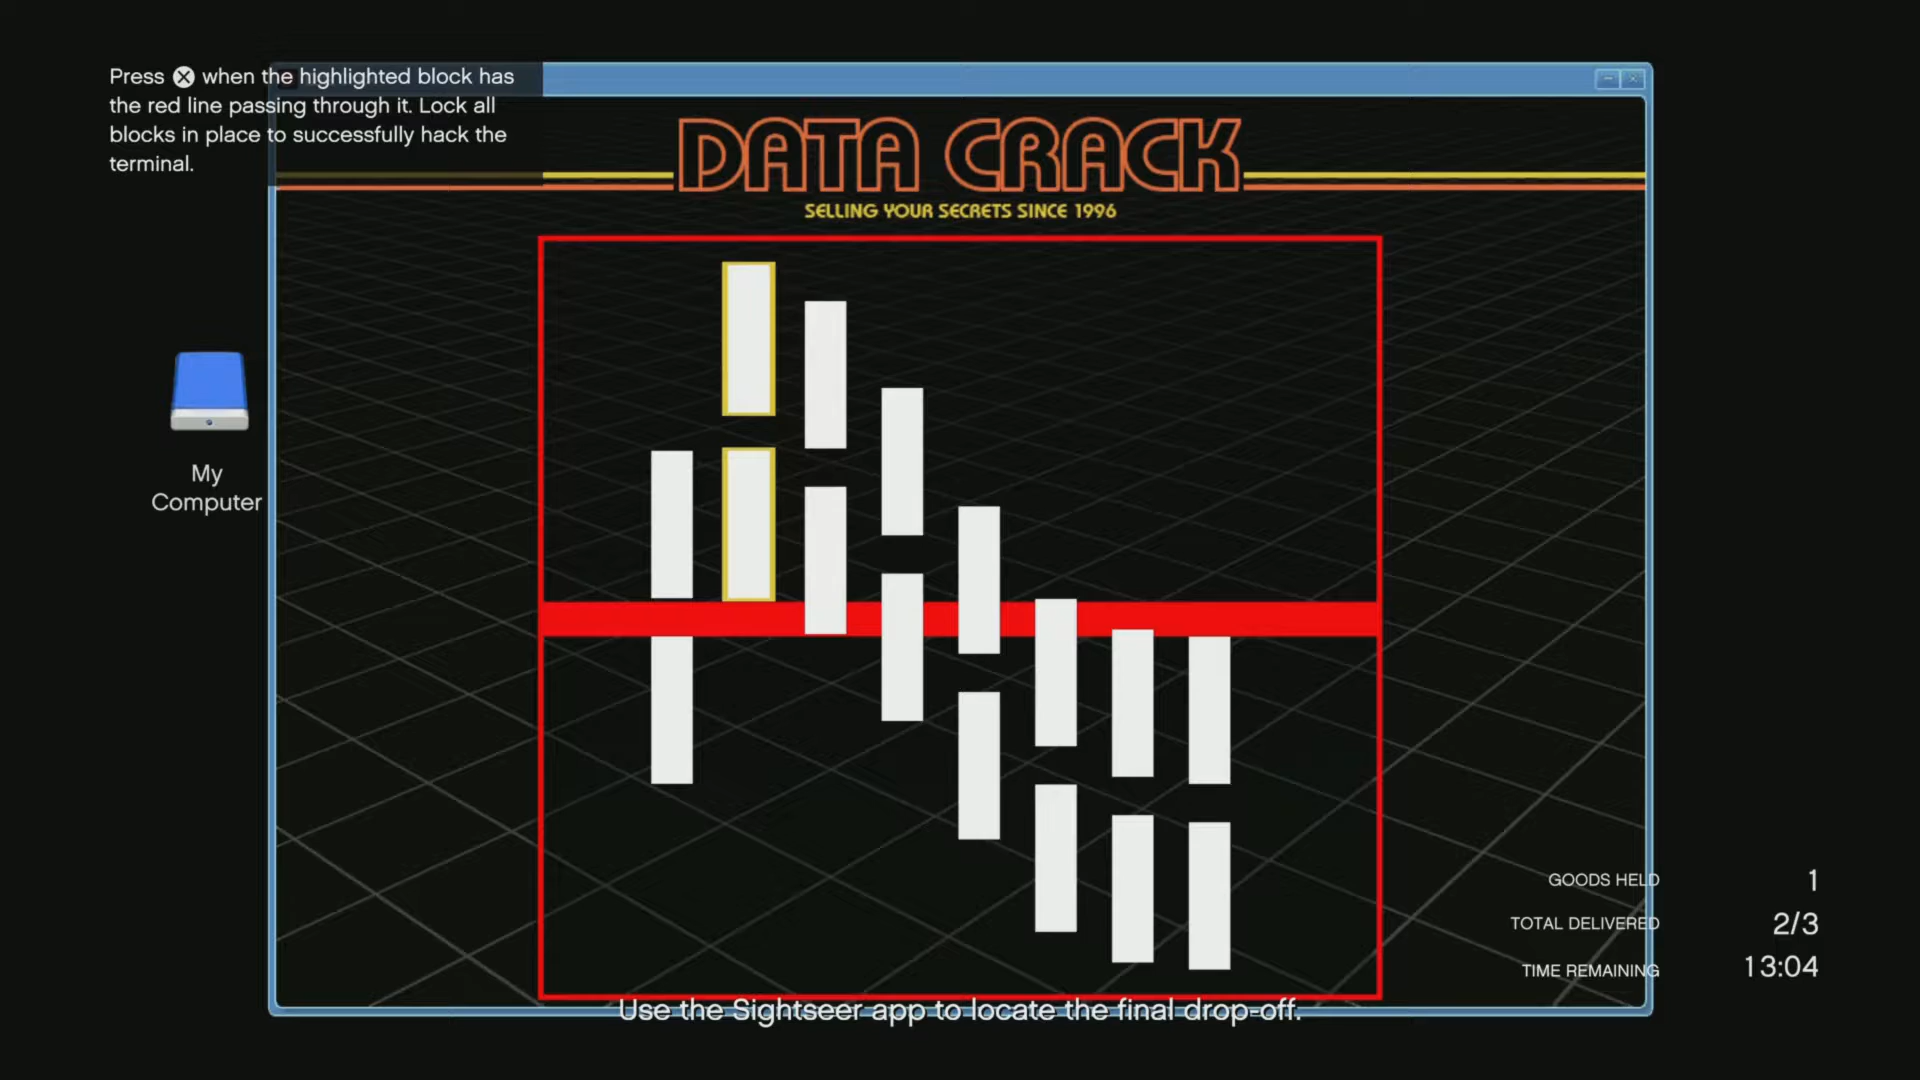 Press ⓧ when the highlighted block has
the red line passing through it. Lock all
blocks in place to successfully hack the
terminal.
DATA CRACK
SELLING YOUR SECRETS SINCE 1996
My
Computer
GOODS HELD 1
TOTAL DELIVERED 2/3
TIME REMAINING 13:04
Use the Sightseer app to locate the final drop-off.